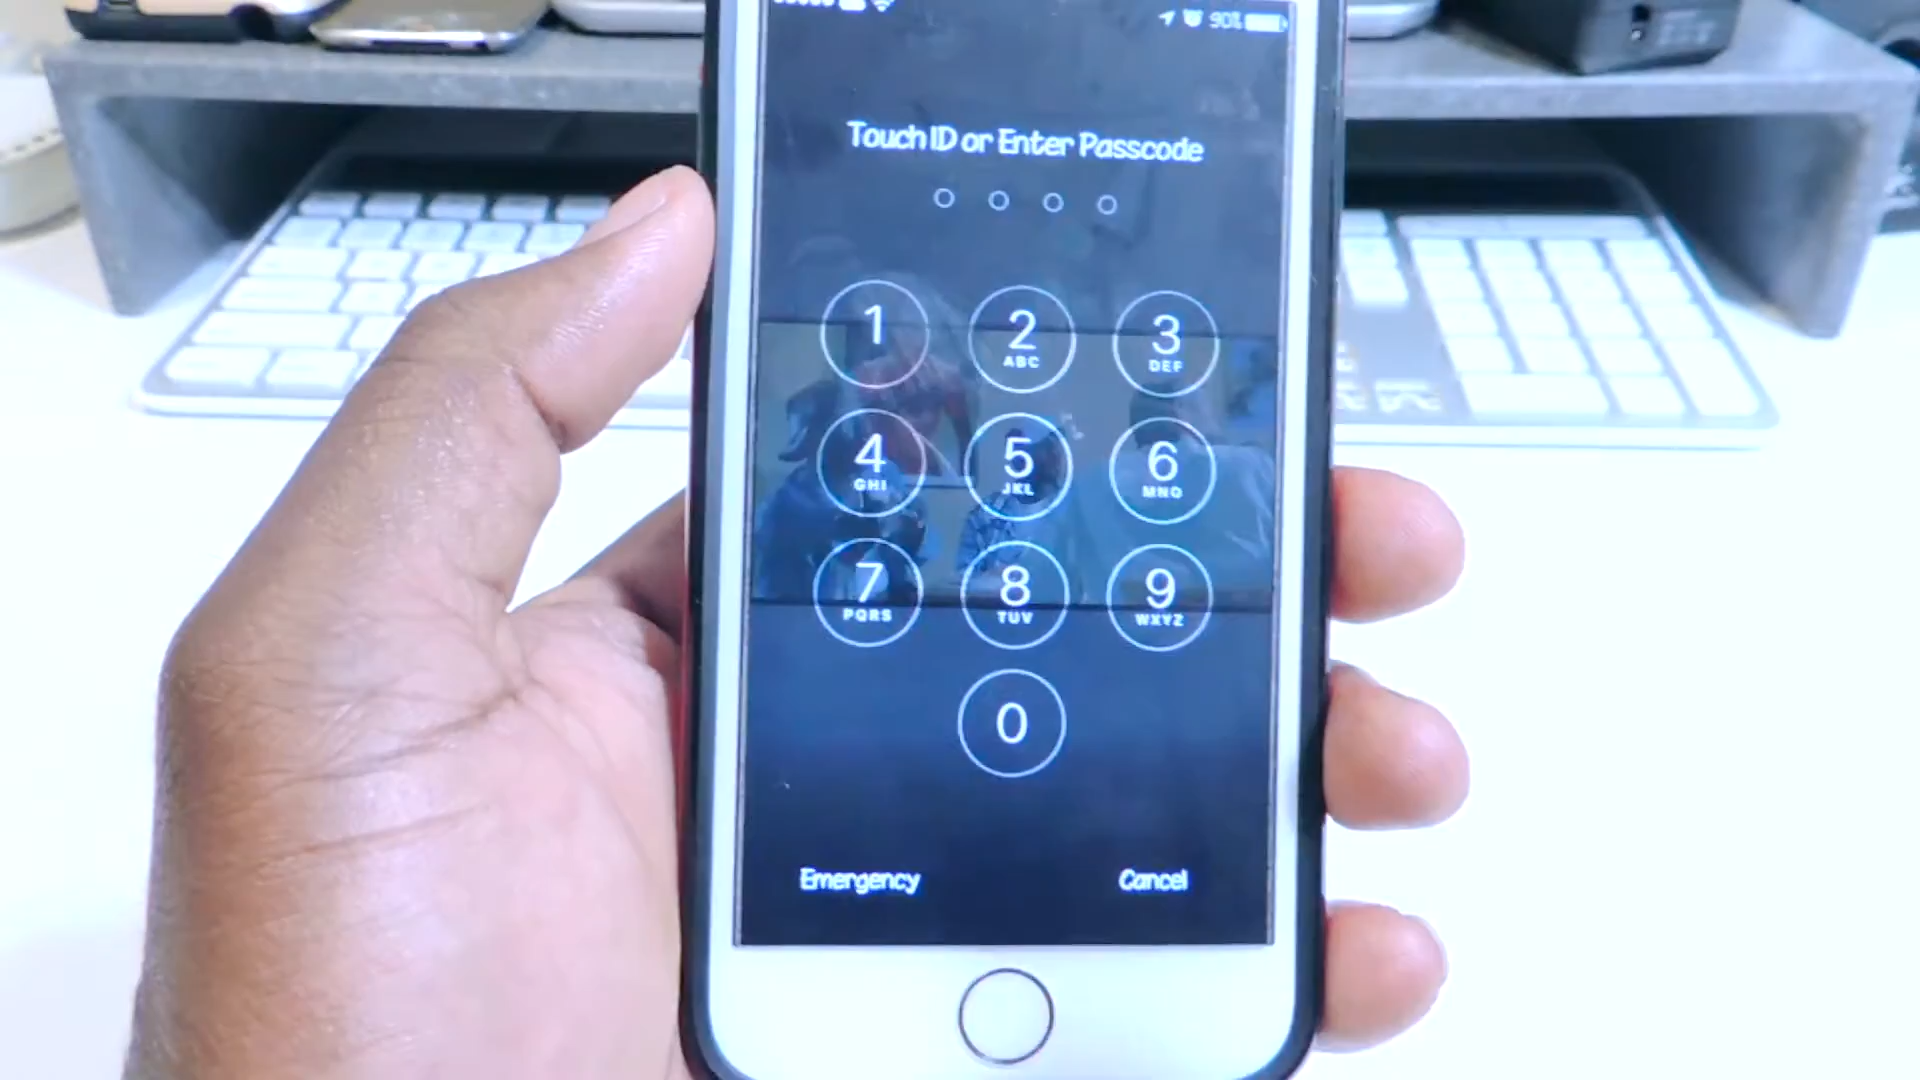 90%
Touch ID or Enter Passcode
1
2
ABC
3
DEF
4
GHI
5
JKL
6
MNO
7
PQRS
8
TUV
9
WXYZ
0
Emergency
Cancel